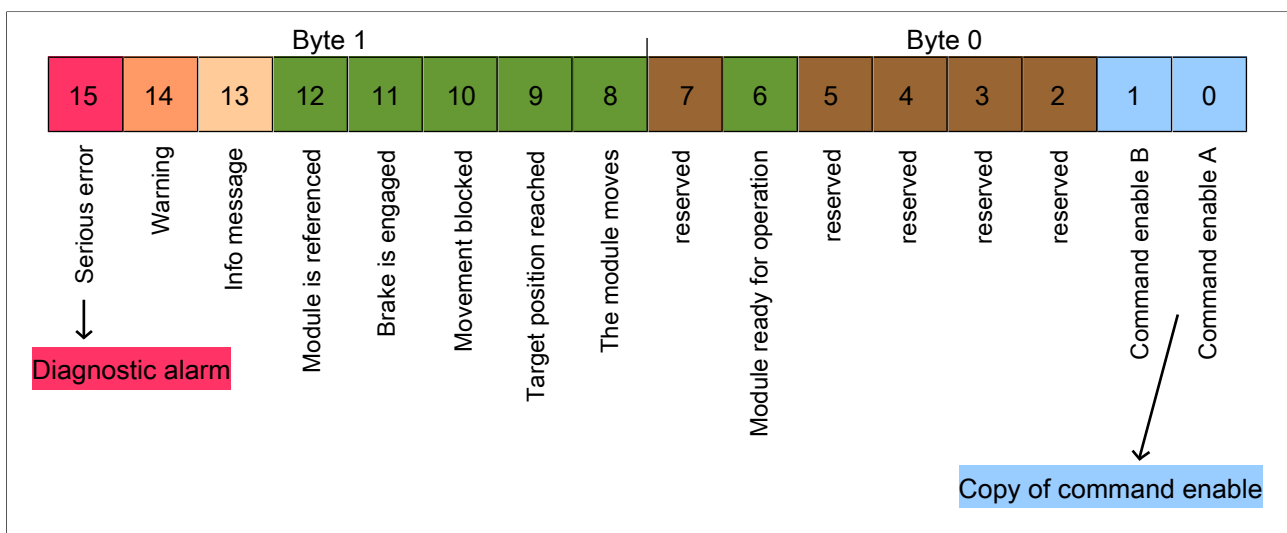 Byte 1
Byte 0
15
14
13
12
11
10
9
8
7
6
5
4
3
2
1
0
Serious error
Warning
Info message
Module is referenced
Brake is engaged
Movement blocked
Target position reached
The module moves
reserved
Module ready for operation
reserved
reserved
reserved
reserved
Command enable B
Command enable A
Diagnostic alarm
Copy of command enable